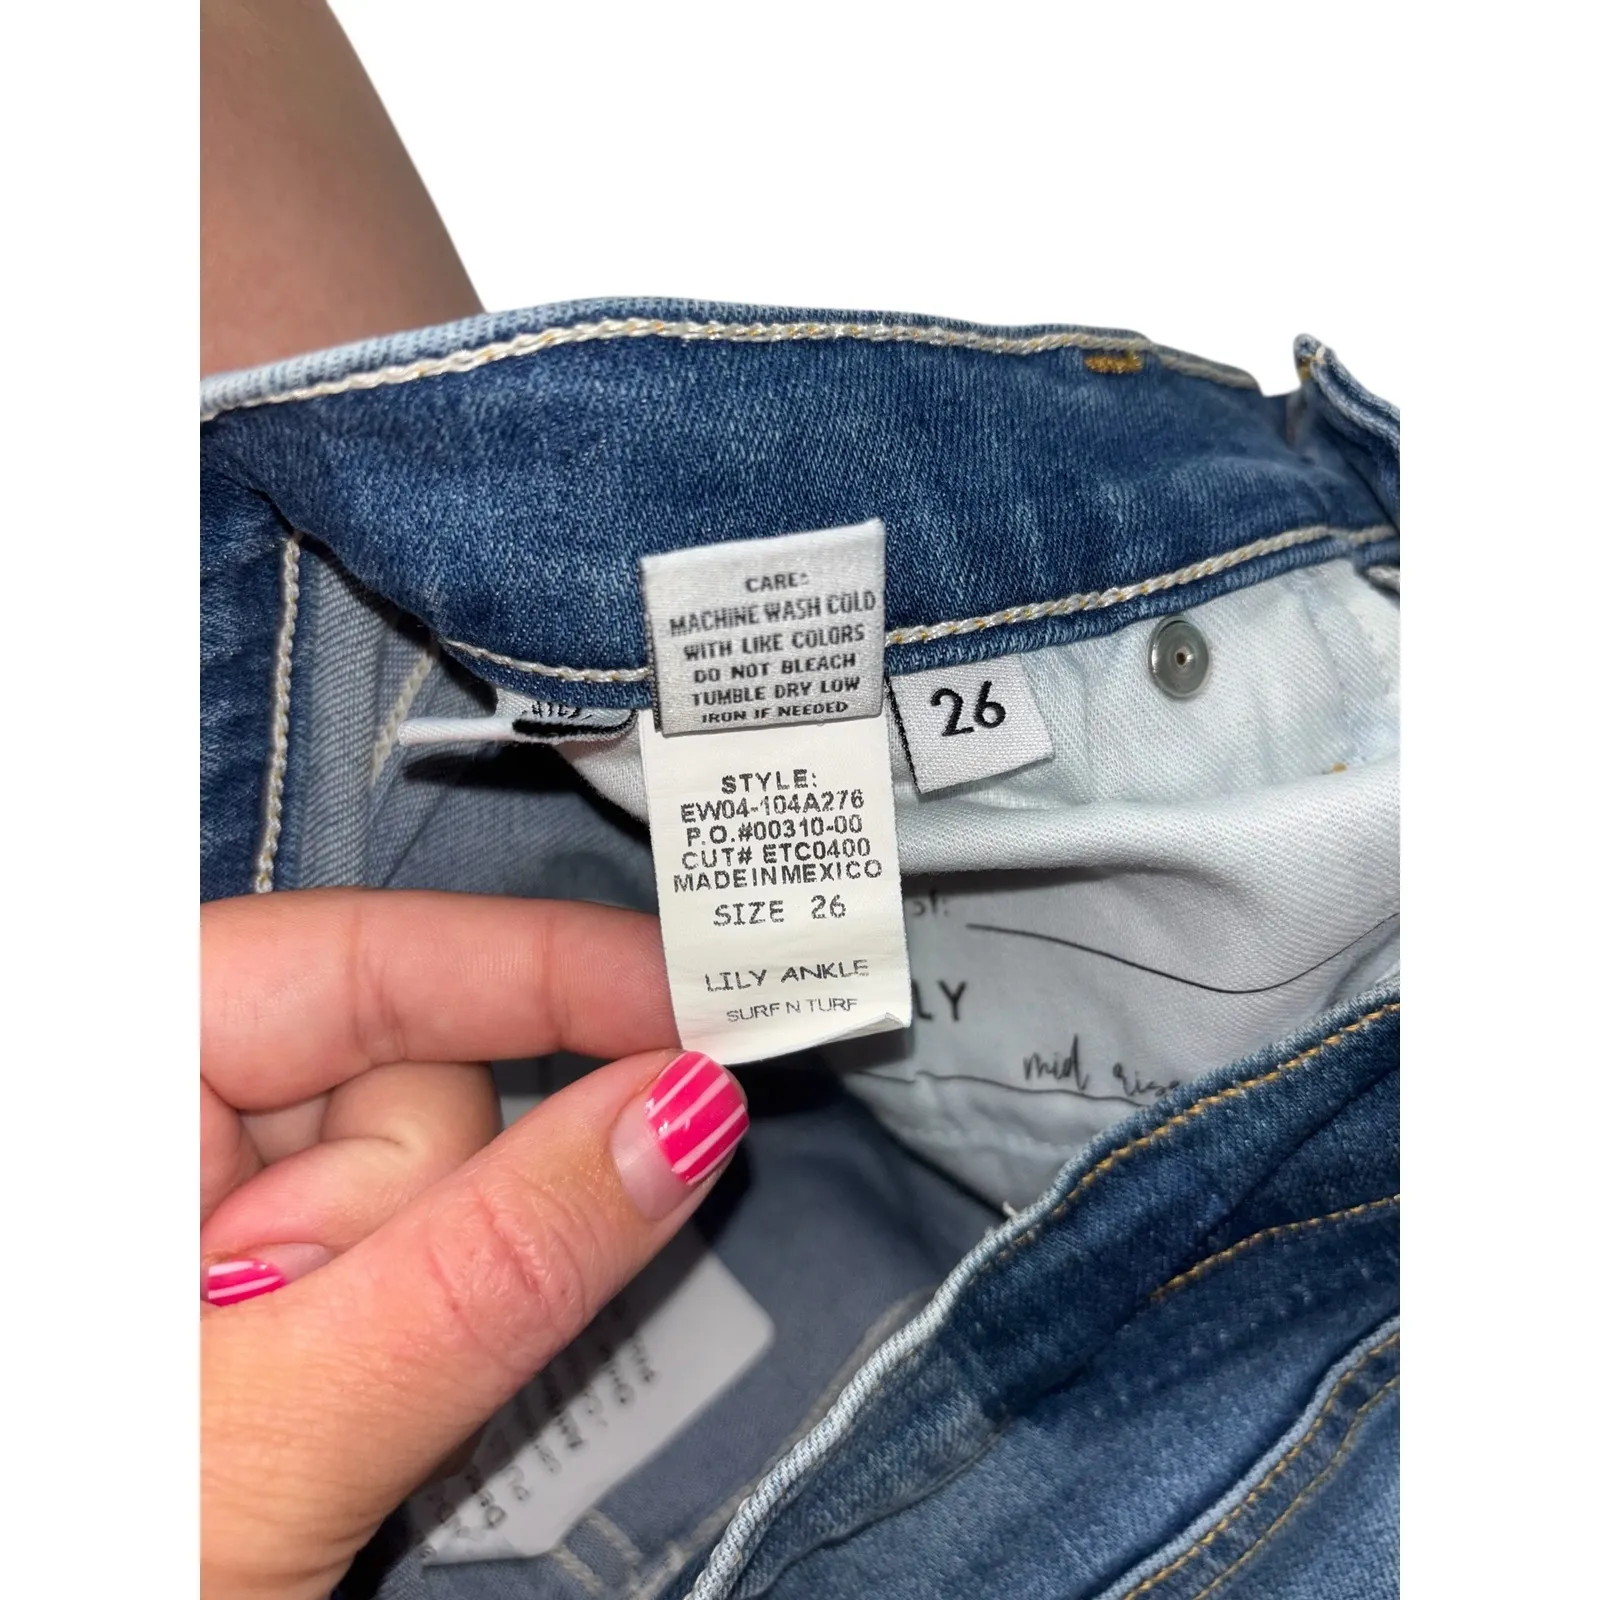 CARE:
MACHINE WASH COLD
WITH LIKE COLORS
DO NOT BLEACH
TUMBLE DRY LOW
IRON IF NEEDED
26
STYLE:
EW04-104A276
P.O.#00310-00
CUT# ETC0400
MADE IN MEXICO
SIZE 26
LILY ANKLE
SURF N TURF
LY
mid rise